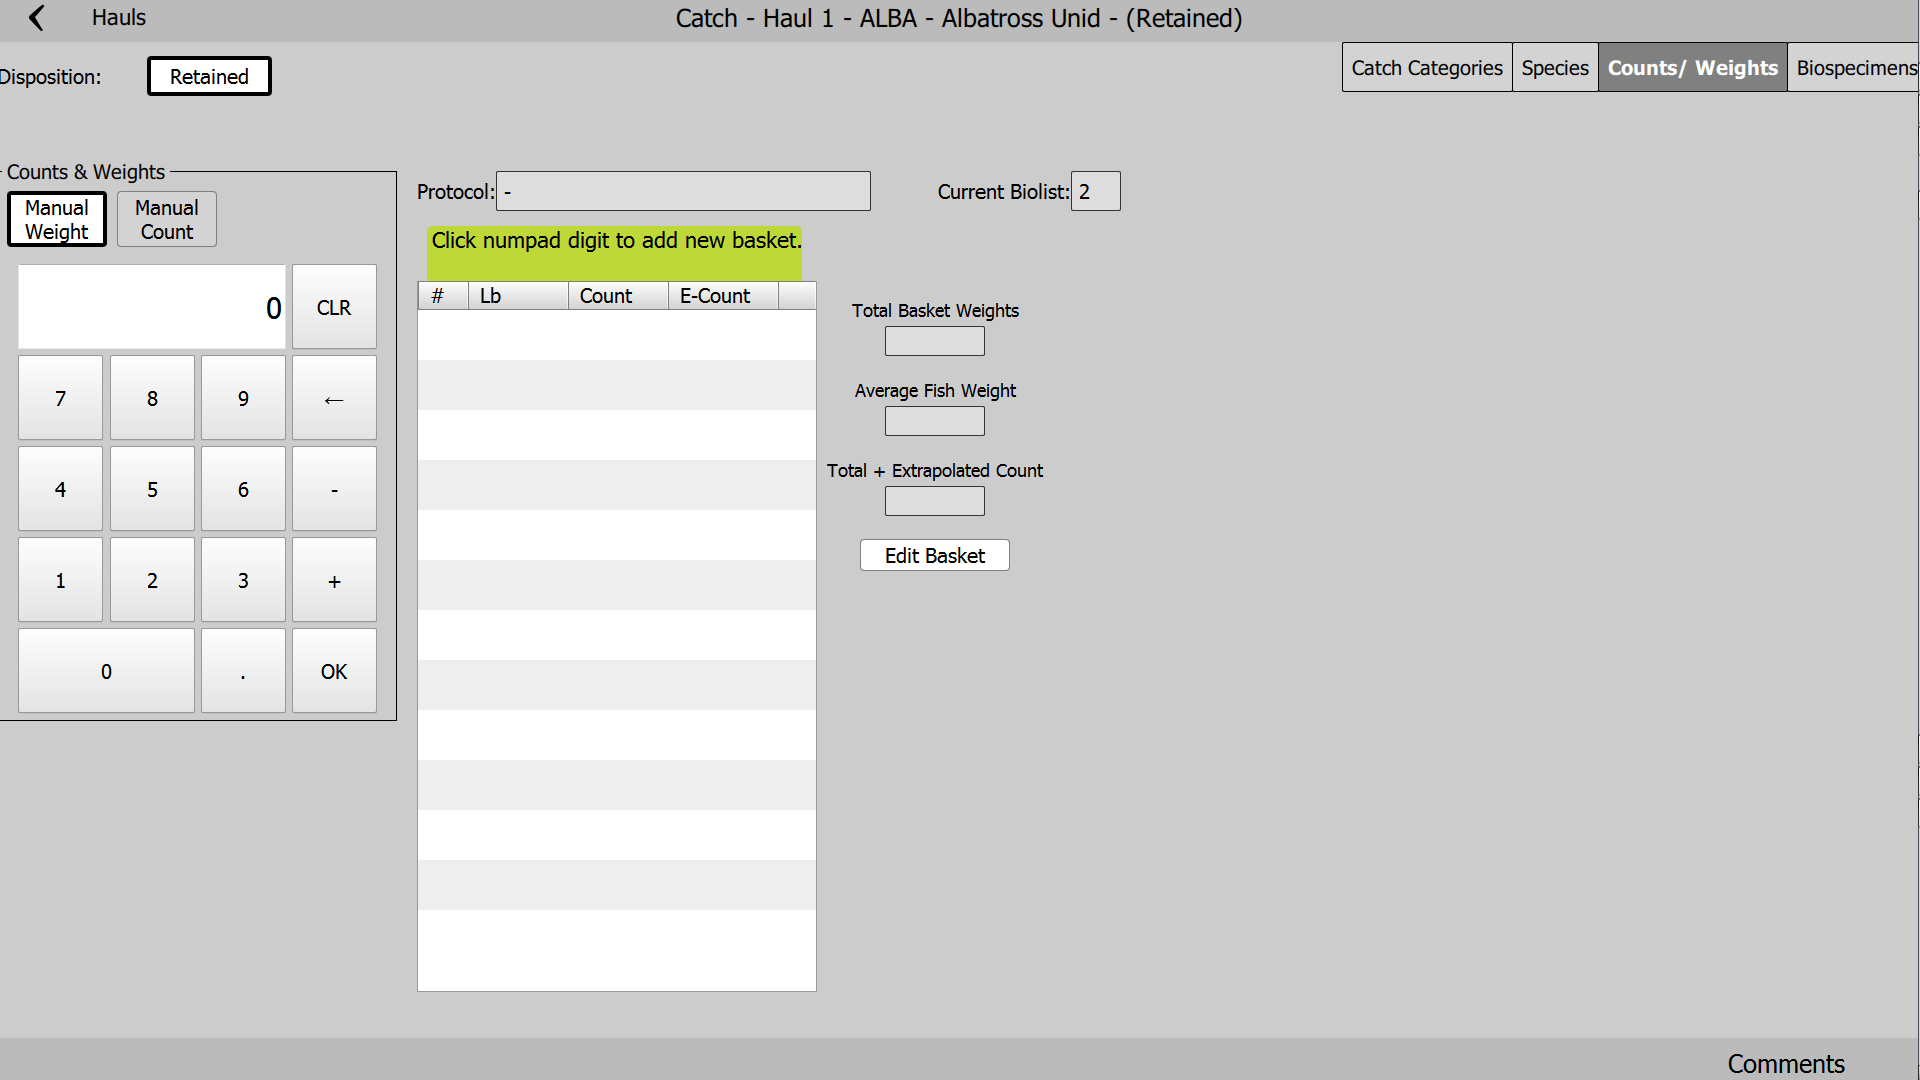 Hauls
Catch - Haul 1 - ALBA - Albatross Unid - (Retained)
Disposition:
Retained
Catch Categories
Species
Counts/ Weights
Biospecimens
Counts & Weights
Manual
Weight
Manual
Count
Protocol:
-
Current Biolist:
2
Click numpad digit to add new basket.
0
CLR
7
8
9
←
4
5
6
-
1
2
3
+
0
.
OK
#
Lb
Count
E-Count
Total Basket Weights
Average Fish Weight
Total + Extrapolated Count
Edit Basket
Comments